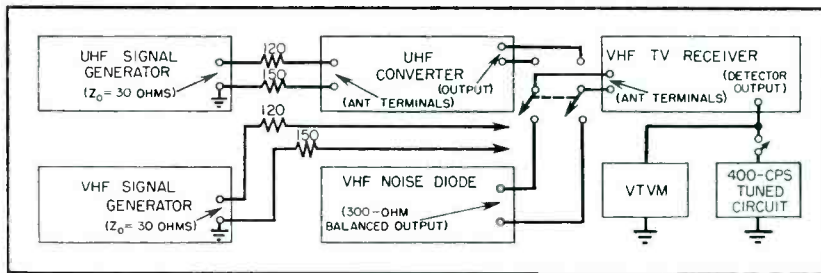 UHF SIGNAL
GENERATOR
(Z₀= 30 OHMS)
120
150
UHF
CONVERTER
(OUTPUT)
(ANT TERMINALS)
VHF TV RECEIVER
(DETECTOR
OUTPUT)
(ANT TERMINALS)
120
150
VHF SIGNAL
GENERATOR
(Z₀= 30 OHMS)
VHF NOISE DIODE
(300-OHM
BALANCED OUTPUT)
VTVM
400-CPS
TUNED
CIRCUIT